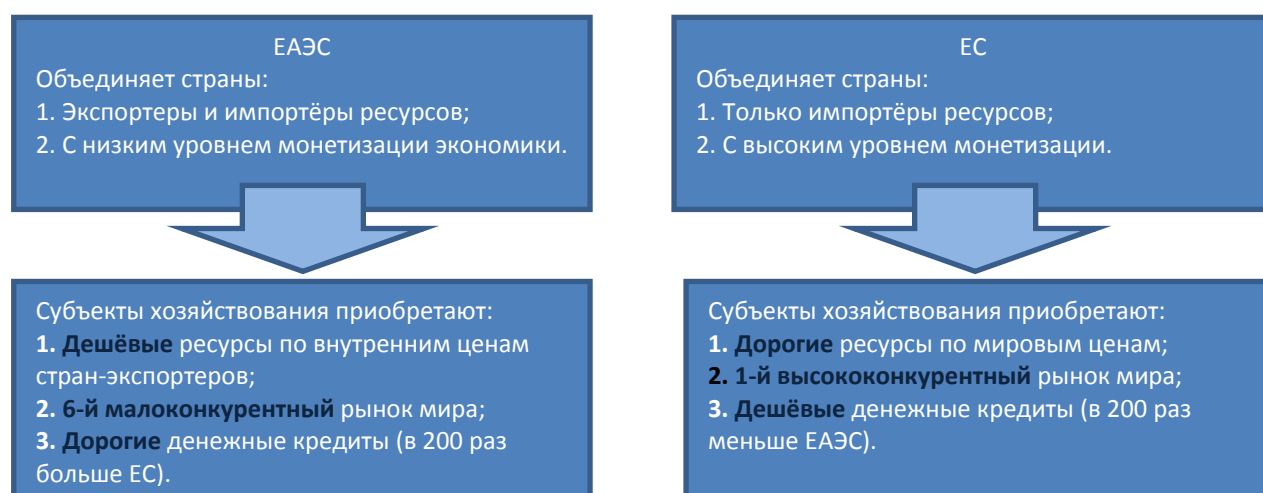 ЕАЭС
Объединяет страны:
1. Экспортеры и импортёры ресурсов;
2. С низким уровнем монетизации экономики.
Субъекты хозяйствования приобретают:
1. Дешёвые ресурсы по внутренним ценам
стран-экспортеров;
2. 6-й малоконкурентный рынок мира;
3. Дорогие денежные кредиты (в 200 раз
больше ЕС).
ЕС
Объединяет страны:
1. Только импортёры ресурсов;
2. С высоким уровнем монетизации.
Субъекты хозяйствования приобретают:
1. Дорогие ресурсы по мировым ценам;
2. 1-й высококонкурентный рынок мира;
3. Дешёвые денежные кредиты (в 200 раз
меньше ЕАЭС).